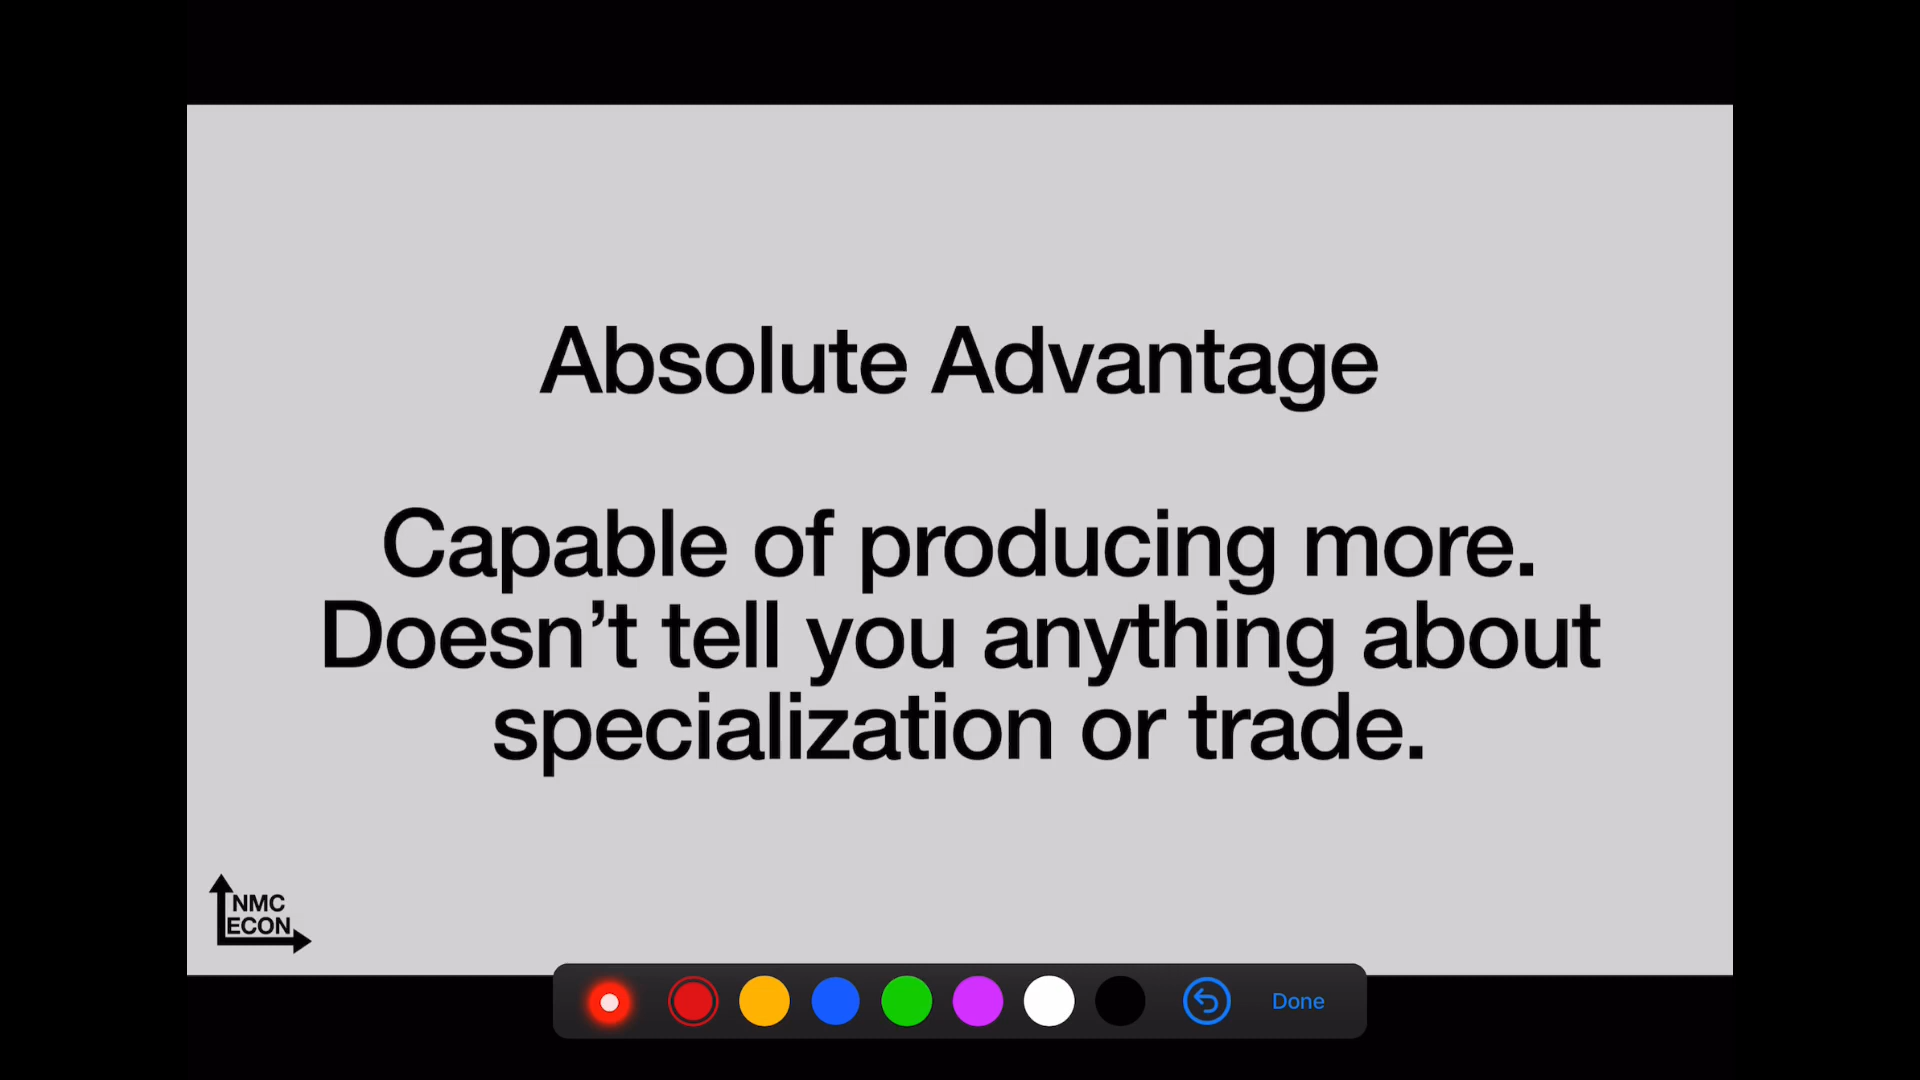 Absolute Advantage
Capable of producing more.
Doesn’t tell you anything about
specialization or trade.
NMC
ECON
Done